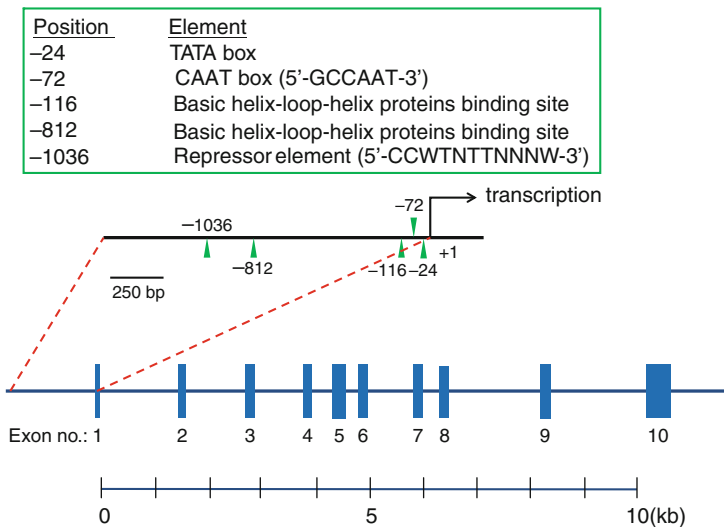 Position Element
−24 TATA box
−72 CAAT box (5'-GCCAAT-3')
−116 Basic helix-loop-helix proteins binding site
−812 Basic helix-loop-helix proteins binding site
−1036 Repressor element (5'-CCWTNTTNNNW-3')
transcription
−72
−1036
+1
−812
−116 −24
250 bp
Exon no.: 1 2 3 4 5 6 7 8 9 10
0 5 10(kb)